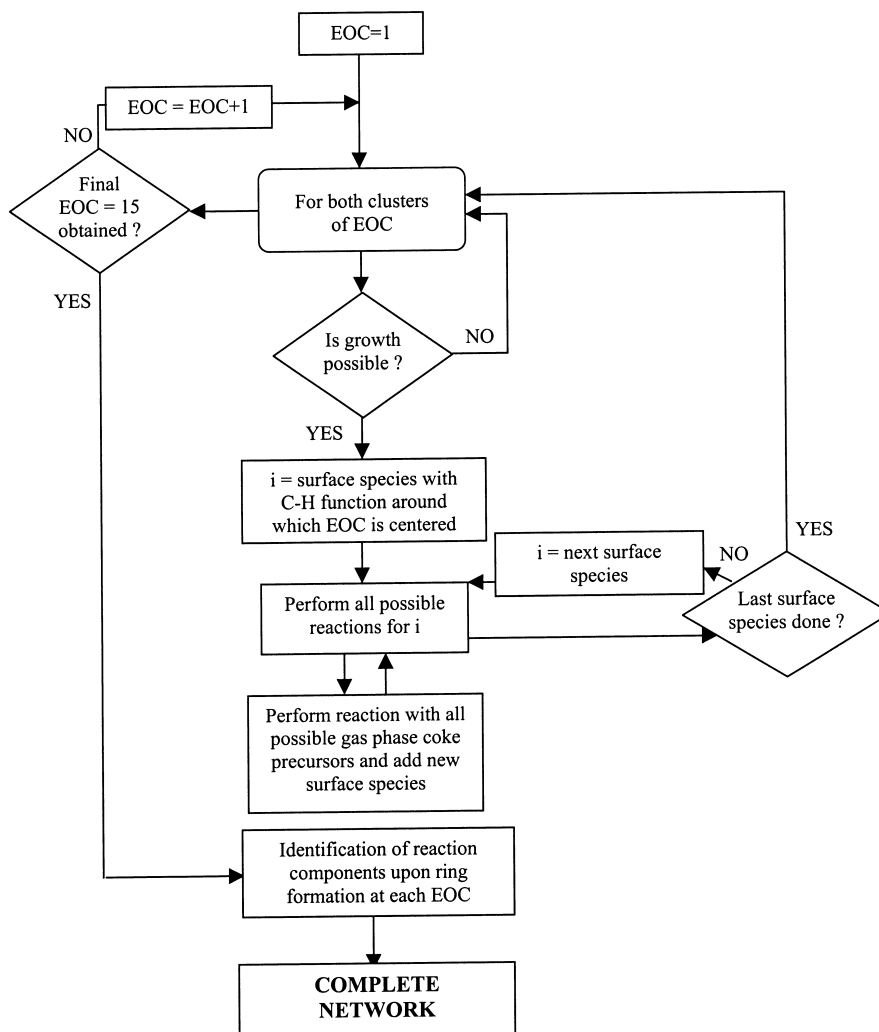 EOC=1
EOC = EOC+1
NO
Final
EOC = 15
obtained ?
For both clusters
of EOC
YES
Is growth
possible ?
NO
YES
i = surface species with
C-H function around
which EOC is centered
YES
i = next surface
species
NO
Last surface
species done ?
Perform all possible
reactions for i
Perform reaction with all
possible gas phase coke
precursors and add new
surface species
Identification of reaction
components upon ring
formation at each EOC
COMPLETE
NETWORK